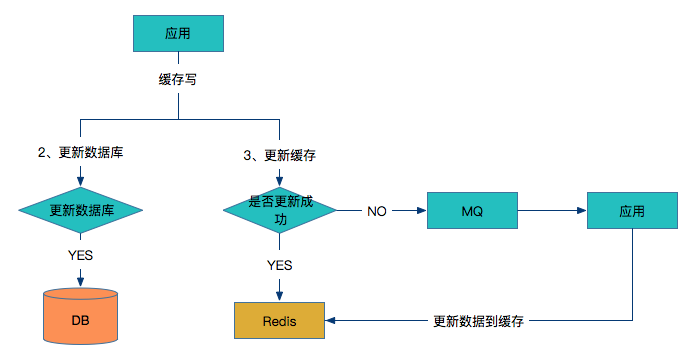 应用
缓存写
2、更新数据库
3、更新缓存
更新数据库
是否更新成
功
NO
MQ
应用
YES
YES
DB
Redis
更新数据到缓存